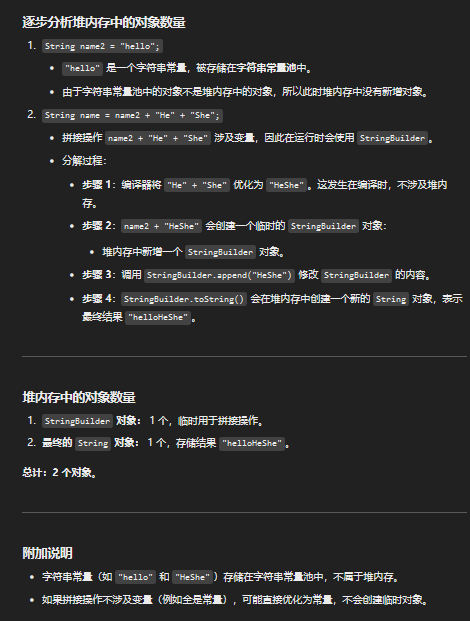 逐步分析堆内存中的对象数量
1. String name2 = "hello";
• "hello" 是一个字符串常量，被存储在字符串常量池中。
• 由于字符串常量池中的对象不是堆内存中的对象，所以此时堆内存中没有新增对象。
2. String name = name2 + "He" + "She";
• 拼接操作 name2 + "He" + "She" 涉及变量，因此在运行时会使用 StringBuilder。
• 分解过程：
• 步骤 1：编译器将 "He" + "She" 优化为 "HeShe"。这发生在编译时，不涉及堆内
存。
• 步骤 2：name2 + "HeShe" 会创建一个临时的 StringBuilder 对象：
• 堆内存中新增一个 StringBuilder 对象。
• 步骤 3：调用 StringBuilder.append("HeShe") 修改 StringBuilder 的内容。
• 步骤 4：StringBuilder.toString() 会在堆内存中创建一个新的 String 对象，表示
最终结果 "helloHeShe"。
堆内存中的对象数量
1. StringBuilder 对象： 1 个，临时用于拼接操作。
2. 最终的 String 对象： 1 个，存储结果 "helloHeShe"。
总计：2 个对象。
附加说明
• 字符串常量（如 "hello" 和 "HeShe"）存储在字符串常量池中，不属于堆内存。
• 如果拼接操作不涉及变量（例如全是常量），可能直接优化为常量，不会创建临时对象。